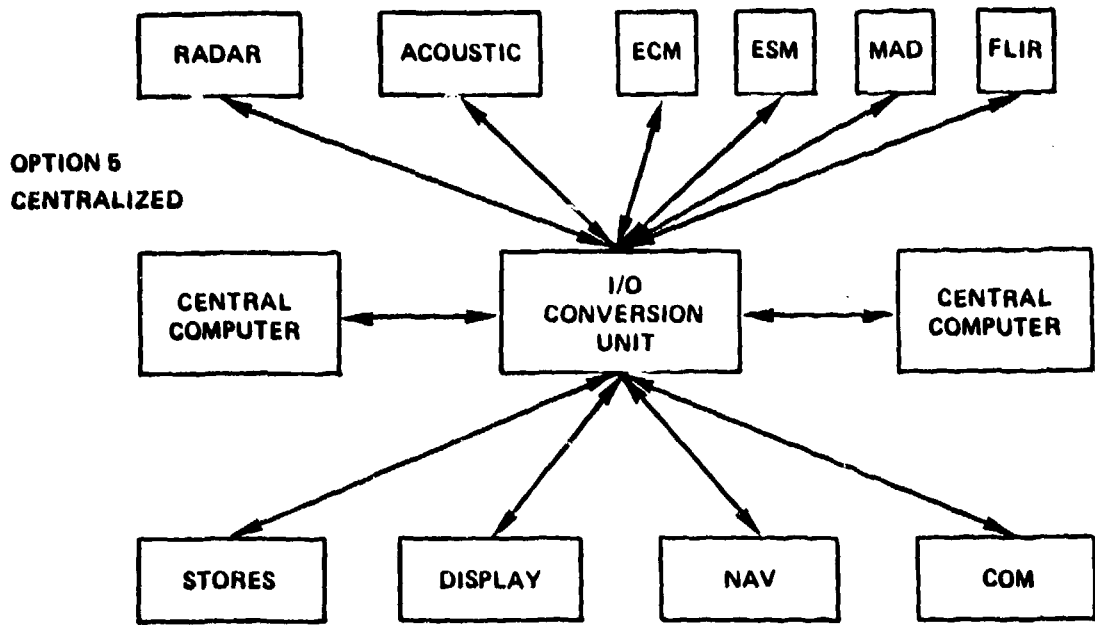 RADAR
ACOUSTIC
ECM
ESM
MAD
FLIR
OPTION 5
CENTRALIZED
CENTRAL
COMPUTER
I/O
CONVERSION
UNIT
CENTRAL
COMPUTER
STORES
DISPLAY
NAV
COM